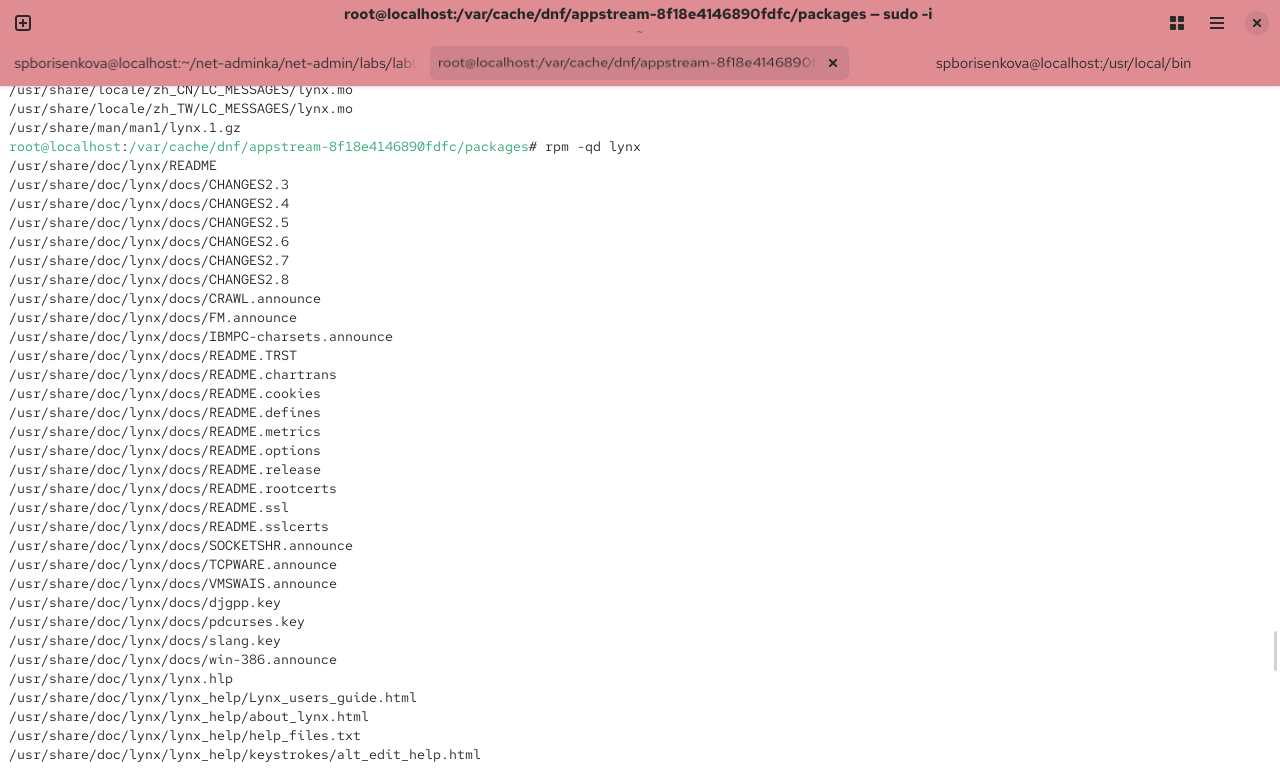 root@localhost:/var/cache/dnf/appstream-8f18e4146890fdfc/packages — sudo -i
~
spborisenkova@localhost:~/net-adminka/net-admin/labs/lab
root@localhost:/var/cache/dnf/appstream-8f18e4146890f
spborisenkova@localhost:/usr/local/bin
/usr/share/locale/zh_CN/LC_MESSAGES/lynx.mo
/usr/share/locale/zh_TW/LC_MESSAGES/lynx.mo
/usr/share/man/man1/lynx.1.gz
root@localhost:/var/cache/dnf/appstream-8f18e4146890fdfc/packages# rpm -qd lynx
/usr/share/doc/lynx/README
/usr/share/doc/lynx/docs/CHANGES2.3
/usr/share/doc/lynx/docs/CHANGES2.4
/usr/share/doc/lynx/docs/CHANGES2.5
/usr/share/doc/lynx/docs/CHANGES2.6
/usr/share/doc/lynx/docs/CHANGES2.7
/usr/share/doc/lynx/docs/CHANGES2.8
/usr/share/doc/lynx/docs/CRAWL.announce
/usr/share/doc/lynx/docs/FM.announce
/usr/share/doc/lynx/docs/IBMPC-charsets.announce
/usr/share/doc/lynx/docs/README.TRST
/usr/share/doc/lynx/docs/README.chartrans
/usr/share/doc/lynx/docs/README.cookies
/usr/share/doc/lynx/docs/README.defines
/usr/share/doc/lynx/docs/README.metrics
/usr/share/doc/lynx/docs/README.options
/usr/share/doc/lynx/docs/README.release
/usr/share/doc/lynx/docs/README.rootcerts
/usr/share/doc/lynx/docs/README.ssl
/usr/share/doc/lynx/docs/README.sslcerts
/usr/share/doc/lynx/docs/SOCKETSHR.announce
/usr/share/doc/lynx/docs/TCPWARE.announce
/usr/share/doc/lynx/docs/VMSWAIS.announce
/usr/share/doc/lynx/docs/djgpp.key
/usr/share/doc/lynx/docs/pdcurses.key
/usr/share/doc/lynx/docs/slang.key
/usr/share/doc/lynx/docs/win-386.announce
/usr/share/doc/lynx/lynx.hlp
/usr/share/doc/lynx/lynx_help/Lynx_users_guide.html
/usr/share/doc/lynx/lynx_help/about_lynx.html
/usr/share/doc/lynx/lynx_help/help_files.txt
/usr/share/doc/lynx/lynx_help/keystrokes/alt_edit_help.html